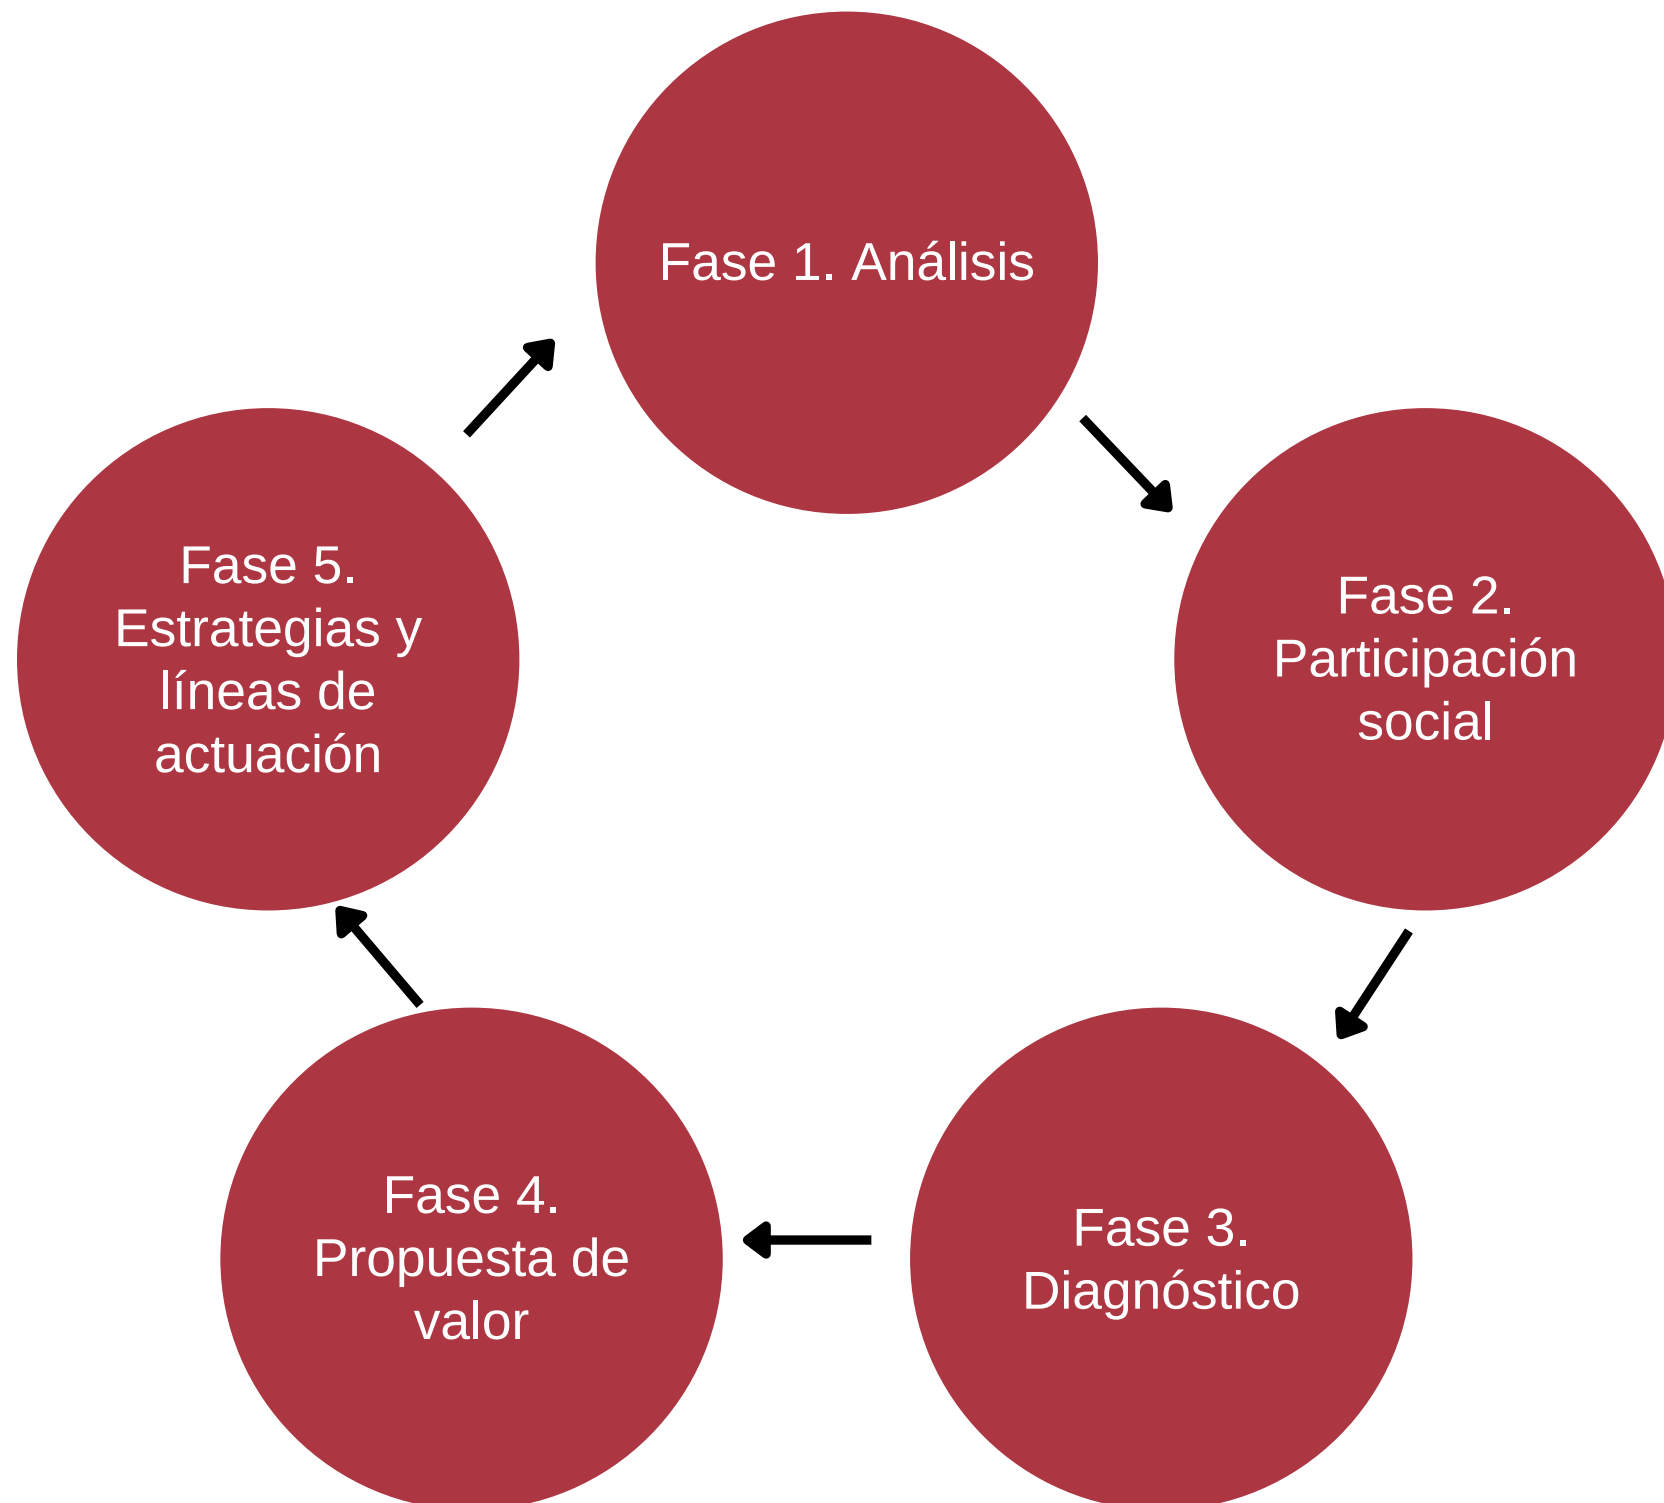 Fase 1. Análisis
Fase 2.
Participación
social
Fase 3.
Diagnóstico
Fase 4.
Propuesta de
valor
Fase 5.
Estrategias y
líneas de
actuación